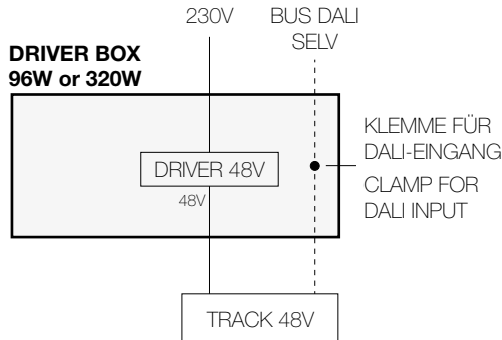 230V
BUS DALI
SELV
DRIVER BOX
96W or 320W
KLEMME FÜR
DALI-EINGANG
CLAMP FOR
DALI INPUT
DRIVER 48V
48V
TRACK 48V